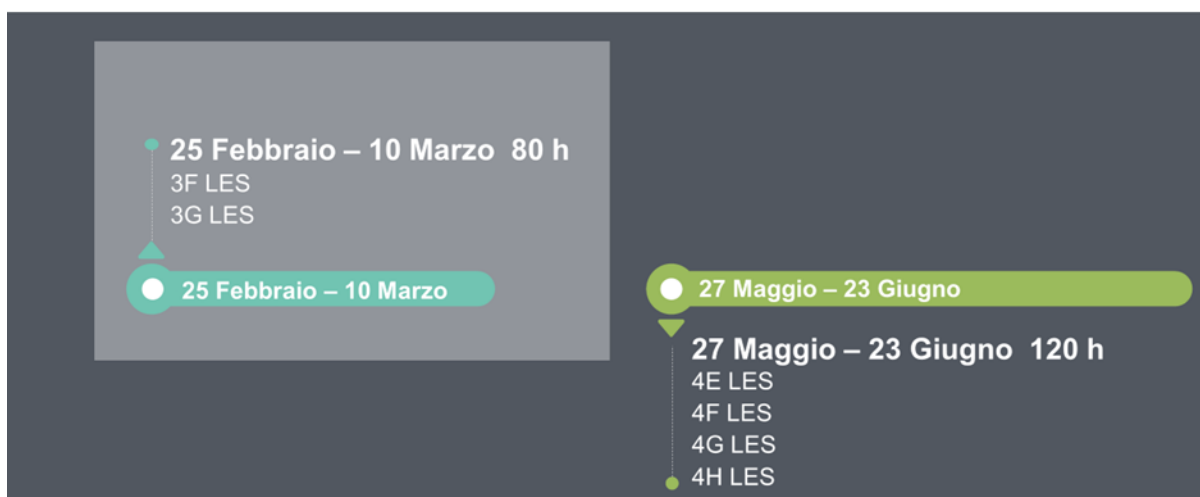 25 Febbraio – 10 Marzo 80 h
3F LES
3G LES
25 Febbraio – 10 Marzo
27 Maggio – 23 Giugno
27 Maggio – 23 Giugno 120 h
4E LES
4F LES
4G LES
4H LES